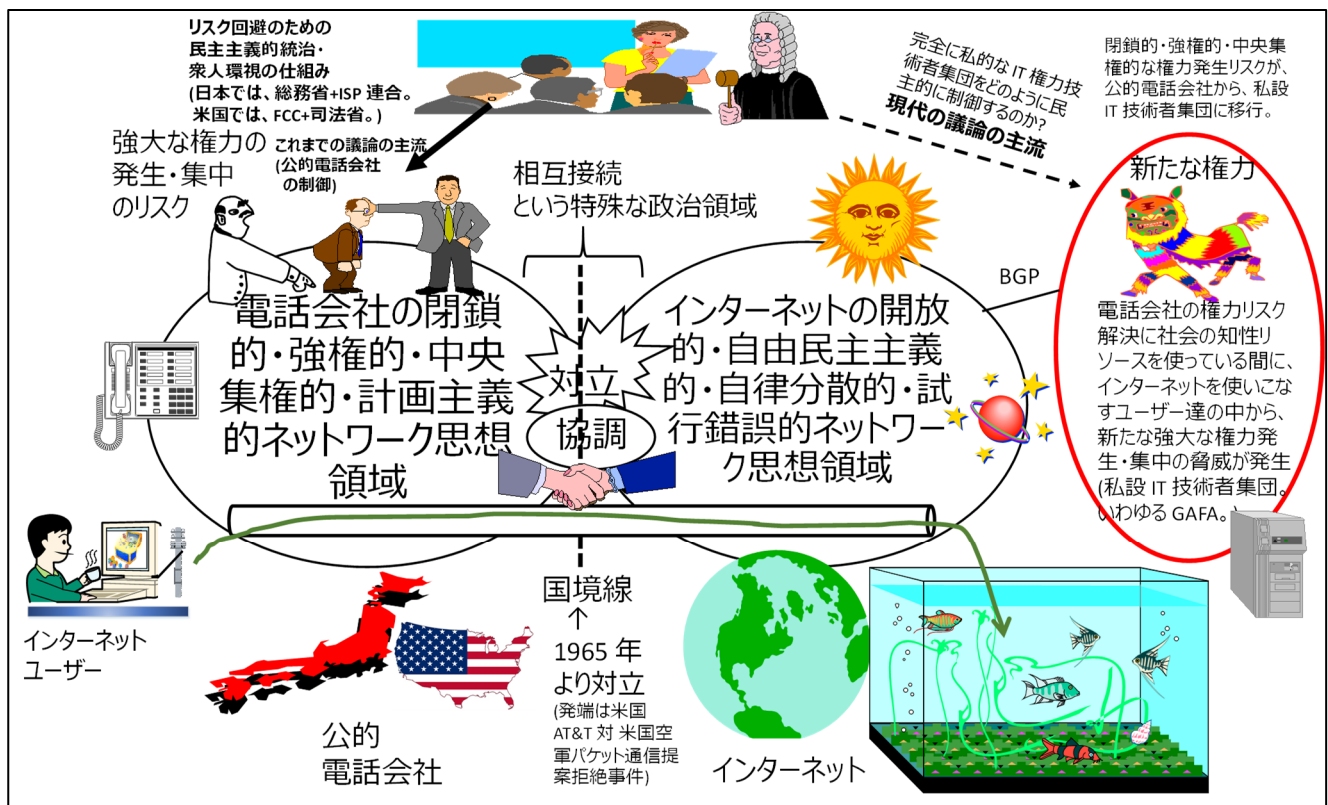 リスク回避のための
民主主義的統治・
衆人環視の仕組み
(日本では、総務省+ISP 連合。
米国では、FCC+司法省。)
完全に私的な IT 権力技
術者集団をどのように民
主的に制御するのか?
現代の議論の主流
閉鎖的・強権的・中央集
権的な権力発生リスクが、
公的電話会社から、私設
IT 技術者集団に移行。
強大な権力の
発生・集中
のリスク
これまでの議論の主流
(公的電話会社
の制御)
相互接続
という特殊な政治領域
新たな権力
BGP
電話会社の閉鎖
的・強権的・中央
集権的・計画主義
的ネットワーク思想
領域
対立
協調
インターネットの開放
的・自由民主主義
的・自律分散的・試
行錯誤的ネットワー
ク思想領域
電話会社の権力リスク
解決に社会の知性リ
ソースを使っている間に、
インターネットを使いこな
すユーザー達の中から、
新たな強大な権力発
生・集中の脅威が発生
(私設 IT 技術者集団。
いわゆる GAFA。)
インターネット
ユーザー
公的
電話会社
国境線
↑
1965 年
より対立
(発端は米国
AT&T 対 米国空
軍パケット通信提
案拒絶事件)
インターネット